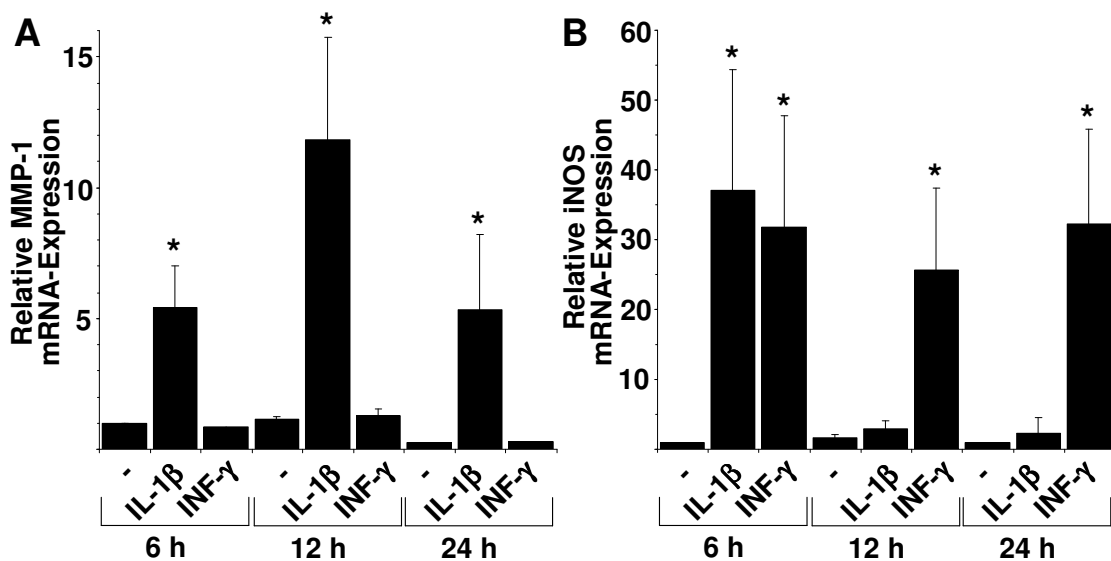 A
Relative MMP-1
mRNA-Expression
15
10
5
*
*
*
-
IL-1β
INF-γ
-
IL-1β
INF-γ
-
IL-1β
INF-γ
6 h
12 h
24 h
B
Relative iNOS
mRNA-Expression
60
50
40
30
20
10
*
*
*
*
-
IL-1β
INF-γ
-
IL-1β
INF-γ
-
IL-1β
INF-γ
6 h
12 h
24 h